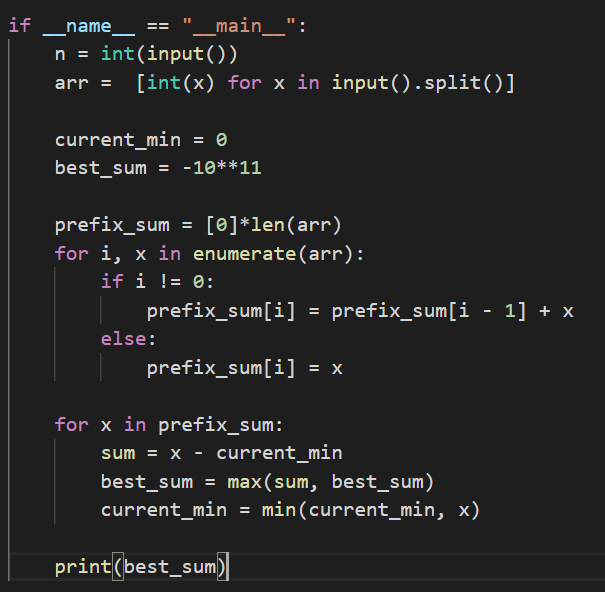 if __name__ == "__main__":
    n = int(input())
    arr =  [int(x) for x in input().split()]
    current_min = 0
    best_sum = -10**11
    prefix_sum = [0]*len(arr)
    for i, x in enumerate(arr):
        if i != 0:
            prefix_sum[i] = prefix_sum[i - 1] + x
        else:
            prefix_sum[i] = x
    for x in prefix_sum:
        sum = x - current_min
        best_sum = max(sum, best_sum)
        current_min = min(current_min, x)
    print(best_sum)